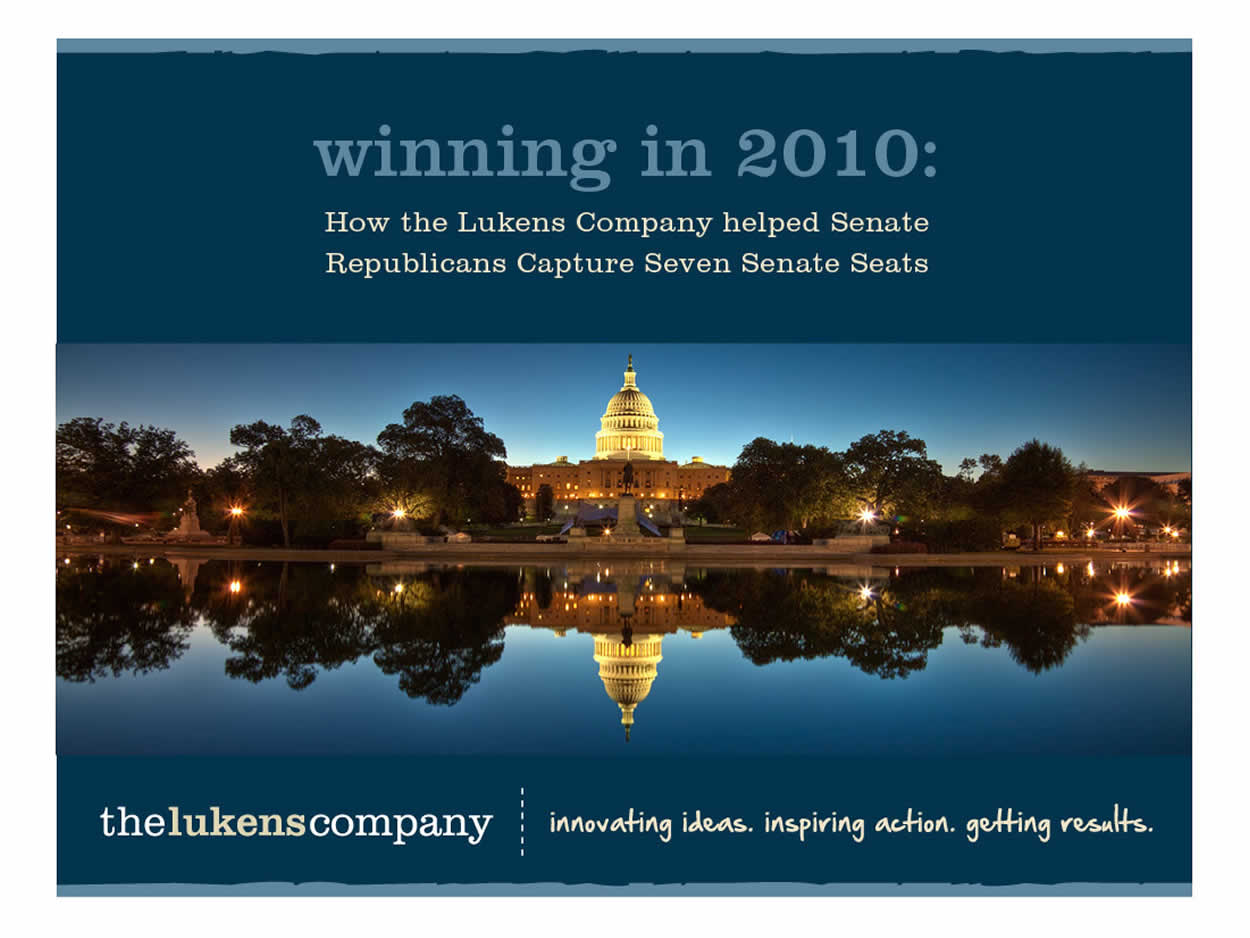 winning in 2010:
How the Lukens Company helped Senate
Republicans Capture Seven Senate Seats
thelukenscompany
innovating ideas. inspiring action. getting results.